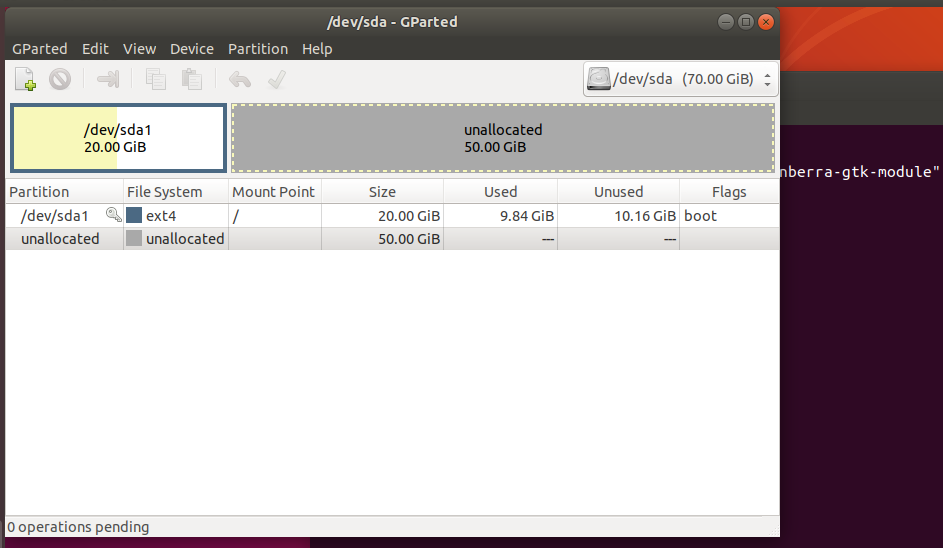 /dev/sda - GParted
GParted Edit View Device Partition Help
/dev/sda (70.00 GiB)
/dev/sda1
20.00 GiB
unallocated
50.00 GiB
nberra-gtk-module"
Partition File System Mount Point Size Used Unused Flags
/dev/sda1 ext4 / 20.00 GiB 9.84 GiB 10.16 GiB boot
unallocated unallocated 50.00 GiB --- ---
0 operations pending